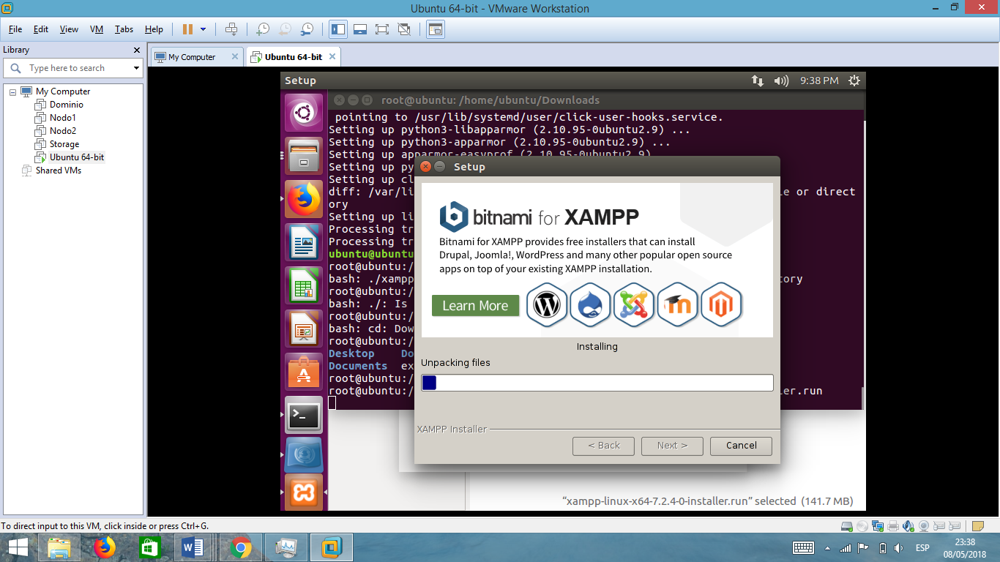 Ubuntu 64-bit - VMware Workstation
File Edit View VM Tabs Help
Library
Type here to search
My Computer
Dominio
Nodo1
Nodo2
Storage
Ubuntu 64-bit
Shared VMs
My Computer
Ubuntu 64-bit
Setup
9:38 PM
root@ubuntu: /home/ubuntu/Downloads
pointing to /usr/lib/systemd/user/click-user-hooks.service.
Setting up python3-libapparmor (2.10.95-0ubuntu2.9) ...
Setting up python3-apparmor (2.10.95-0ubuntu2.9) ...
Setting up apparmor-easyprof (2.10.95-0ubuntu2.9)
Setting up py
Setting up cl
diff: /var/li le or direct
ory
Setting up li
Processing tr
Processing tr
ubuntu@ubuntu
root@ubuntu:/
bash: ./xampp ory
root@ubuntu:/
bash: ./: Is
root@ubuntu:/
bash: cd: Dow
root@ubuntu:/
Desktop Do
Documents ex
root@ubuntu:/
root@ubuntu:/ ler.run
Setup
bitnami for XAMPP
Bitnami for XAMPP provides free installers that can install
Drupal, Joomla!, WordPress and many other popular open source
apps on top of your existing XAMPP installation.
Learn More
Installing
Unpacking files
XAMPP Installer
< Back
Next >
Cancel
“xampp-linux-x64-7.2.4-0-installer.run” selected (141.7 MB)
To direct input to this VM, click inside or press Ctrl+G.
ESP
23:38
08/05/2018